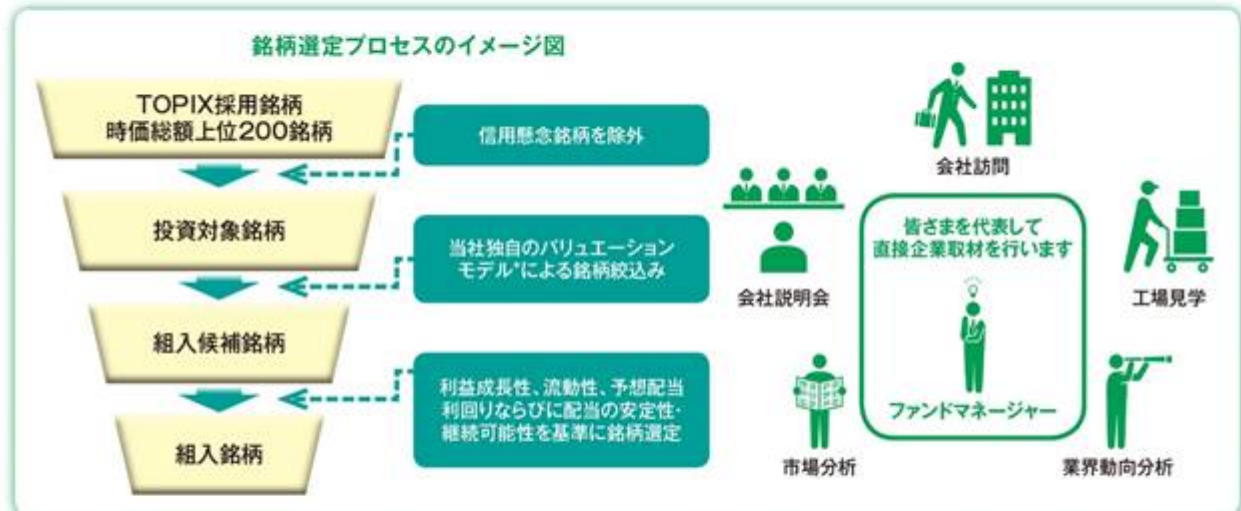 銘柄選定プロセスのイメージ図
TOPIX採用銘柄
時価総額上位200銘柄
信用懸念銘柄を除外
投資対象銘柄
当社独自のバリュエーション
モデル*による銘柄絞込み
組入候補銘柄
利益成長性、流動性、予想配当
利回りならびに配当の安定性・
継続可能性を基準に銘柄選定
組入銘柄
会社訪問
会社説明会
皆さまを代表して
直接企業取材を行います
ファンドマネージャー
工場見学
市場分析
業界動向分析